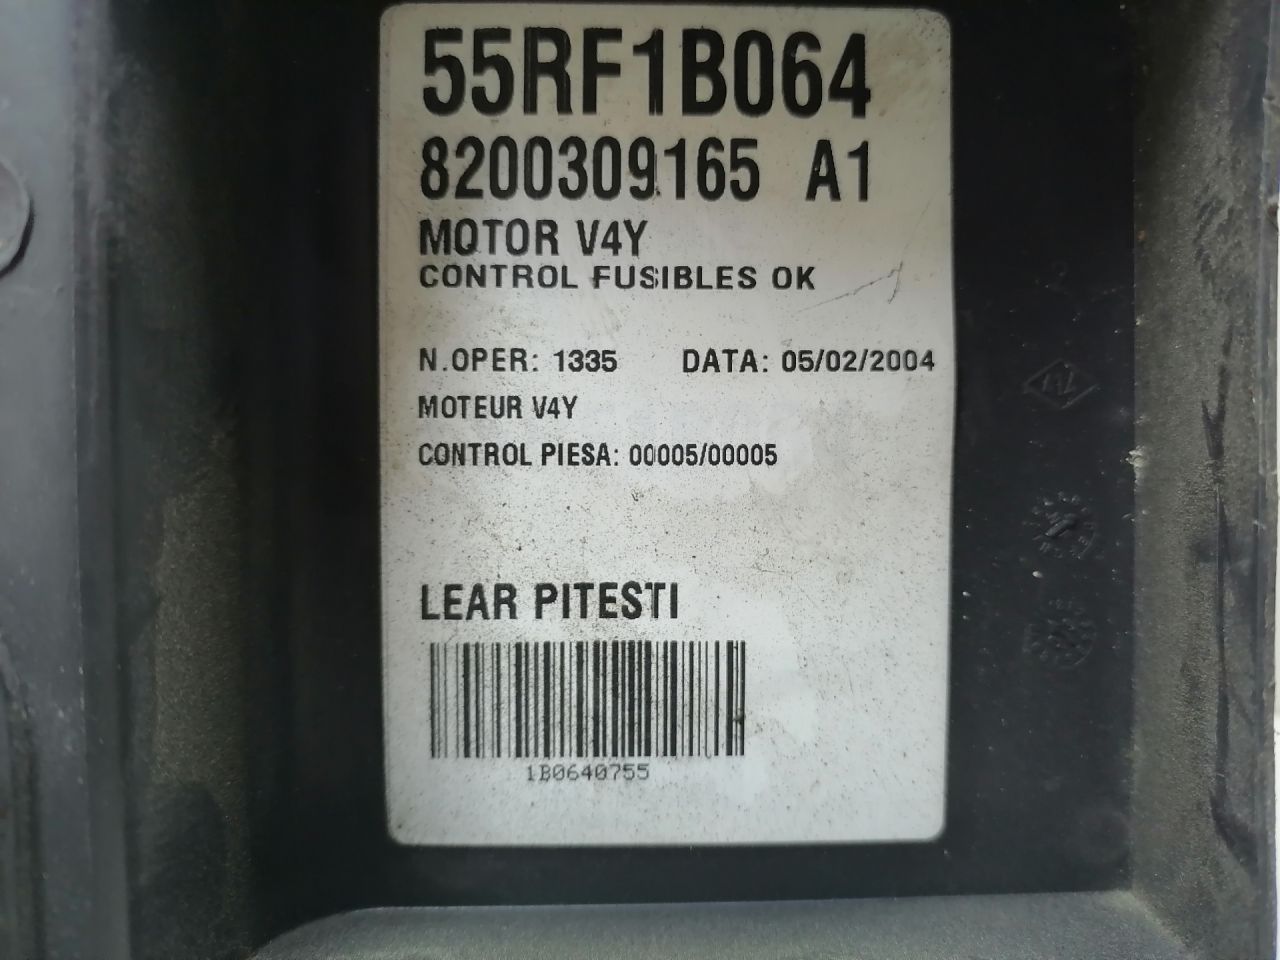 55RF1B064
8200309165 A1
MOTOR V4Y
CONTROL FUSIBLES OK
N.OPER: 1335 DATA: 05/02/2004
MOTEUR V4Y
CONTROL PIESA: 00005/00005
LEAR PITESTI
1B0640755